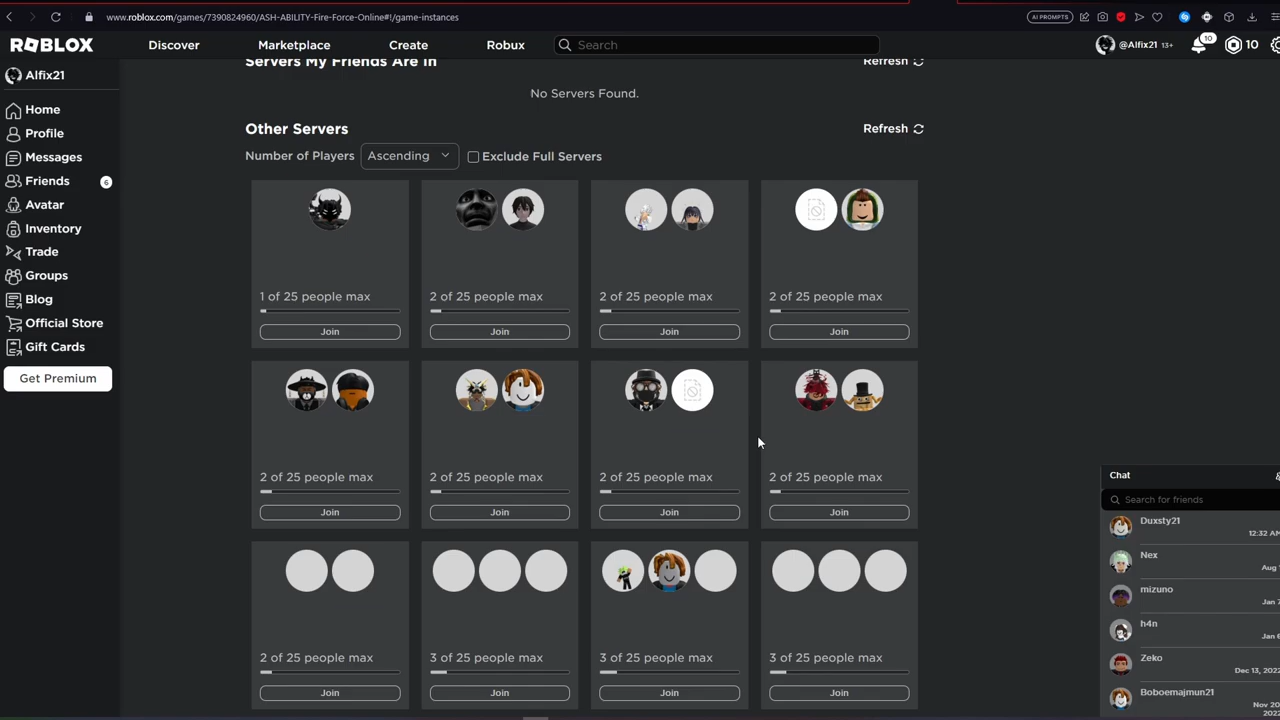 www.roblox.com/games/7390824960/ASH-ABILITY-Fire-Force-Online#!/game-instances
AI PROMPTS
ROBLOX
Discover
Marketplace
Create
Robux
Search
@Alfix21 13+
10
10
Alfix21
Home
Profile
Messages
Friends
6
Avatar
Inventory
Trade
Groups
Blog
Official Store
Gift Cards
Get Premium
Servers My Friends Are In
Refresh
No Servers Found.
Other Servers
Refresh
Number of Players
Ascending
Exclude Full Servers
1 of 25 people max
2 of 25 people max
2 of 25 people max
2 of 25 people max
Join
Join
Join
Join
2 of 25 people max
2 of 25 people max
2 of 25 people max
2 of 25 people max
Join
Join
Join
Join
2 of 25 people max
3 of 25 people max
3 of 25 people max
3 of 25 people max
Join
Join
Join
Join
Chat
Search for friends
Duxsty21
12:32 AM
Nex
Aug
mizuno
Jan
h4n
Jan
Zeko
Dec 13, 2022
Boboemajmun21
Nov 20
2022